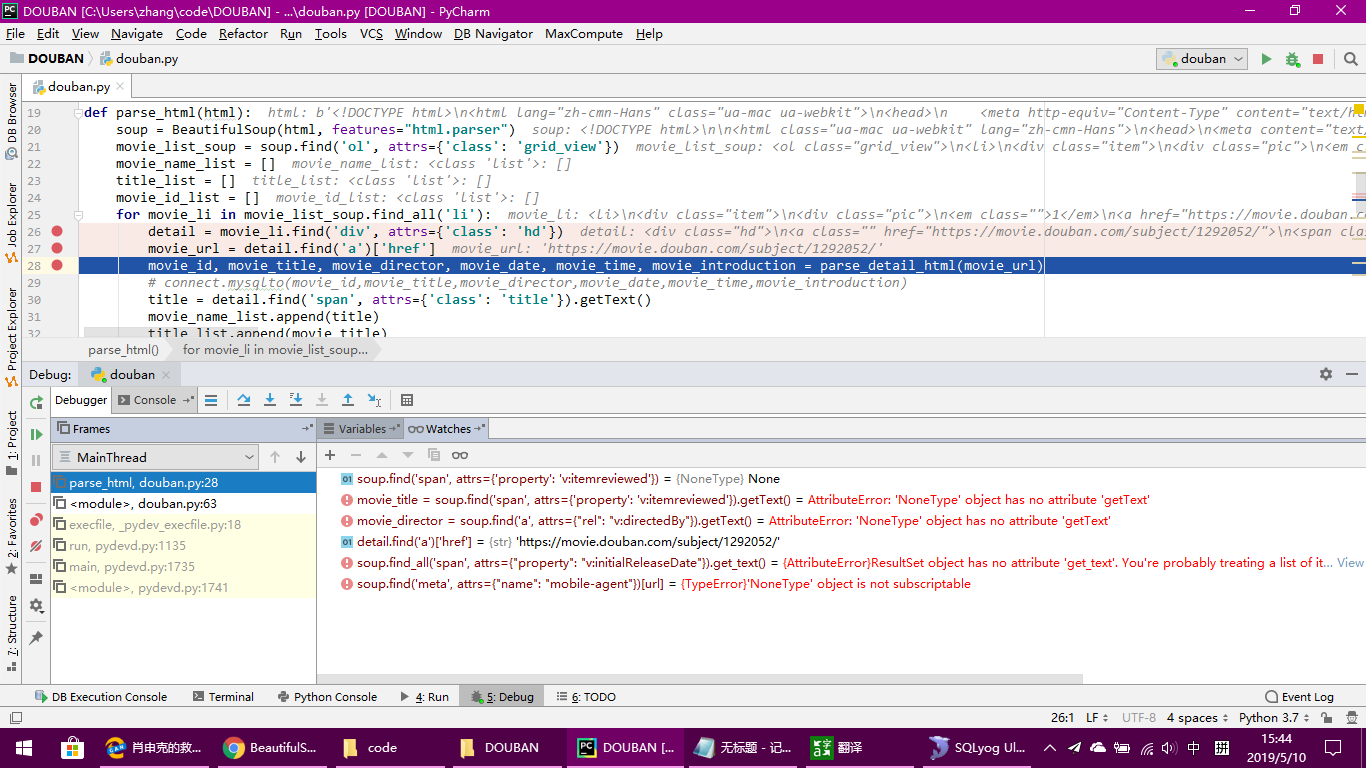 DOUBAN [C:\Users\zhang\code\DOUBAN] - ...\douban.py [DOUBAN] - PyCharm
File Edit View Navigate Code Refactor Run Tools VCS Window DB Navigator MaxCompute Help
DOUBAN douban.py douban
douban.py
19 def parse_html(html): html: b'<!DOCTYPE html>\n<html lang="zh-cmn-Hans" class="ua-mac ua-webkit">\n<head>\n <meta http-equiv="Content-Type" content="text/h
20 soup = BeautifulSoup(html, features="html.parser") soup: <!DOCTYPE html>\n\n<html class="ua-mac ua-webkit" lang="zh-cmn-Hans">\n<head>\n<meta content="text/
21 movie_list_soup = soup.find('ol', attrs={'class': 'grid_view'}) movie_list_soup: <ol class="grid_view">\n<li>\n<div class="item">\n<div class="pic">\n<em c
22 movie_name_list = [] movie_name_list: <class 'list'>: []
23 title_list = [] title_list: <class 'list'>: []
24 movie_id_list = [] movie_id_list: <class 'list'>: []
25 for movie_li in movie_list_soup.find_all('li'): movie_li: <li>\n<div class="item">\n<div class="pic">\n<em class="">1</em>\n<a href="https://movie.douban.co
26 detail = movie_li.find('div', attrs={'class': 'hd'}) detail: <div class="hd">\n<a class="" href="https://movie.douban.com/subject/1292052/">\n<span clas
27 movie_url = detail.find('a')['href'] movie_url: 'https://movie.douban.com/subject/1292052/'
28 movie_id, movie_title, movie_director, movie_date, movie_time, movie_introduction = parse_detail_html(movie_url)
29 # connect.mysqlto(movie_id,movie_title,movie_director,movie_date,movie_time,movie_introduction)
30 title = detail.find('span', attrs={'class': 'title'}).getText()
31 movie_name_list.append(title)
32 title_list.append(movie_title)
parse_html() for movie_li in movie_list_soup...
Debug: douban
Debugger Console
Frames Variables Watches
MainThread
parse_html, douban.py:28
<module>, douban.py:63
execfile, _pydev_execfile.py:18
run, pydevd.py:1135
main, pydevd.py:1735
<module>, pydevd.py:1741
soup.find('span', attrs={'property': 'v:itemreviewed'}) = {NoneType} None
movie_title = soup.find('span', attrs={'property': 'v:itemreviewed'}).getText() = AttributeError: 'NoneType' object has no attribute 'getText'
movie_director = soup.find('a', attrs={"rel": "v:directedBy"}).getText() = AttributeError: 'NoneType' object has no attribute 'getText'
detail.find('a')['href'] = {str} 'https://movie.douban.com/subject/1292052/'
soup.find_all('span', attrs={"property": "v:initialReleaseDate"}).get_text() = {AttributeError}ResultSet object has no attribute 'get_text'. You're probably treating a list of it... View
soup.find('meta', attrs={"name": "mobile-agent"})[url] = {TypeError}'NoneType' object is not subscriptable
DB Browser
Job Explorer
Project Explorer
1: Project
2: Favorites
7: Structure
DB Execution Console Terminal Python Console 4: Run 5: Debug 6: TODO Event Log
26:1 LF UTF-8 4 spaces Python 3.7
肖申克的救... BeautifulS... code DOUBAN DOUBAN [... 无标题 - 记... 翻译 SQLyog Ul... 中 拼
15:44
2019/5/10